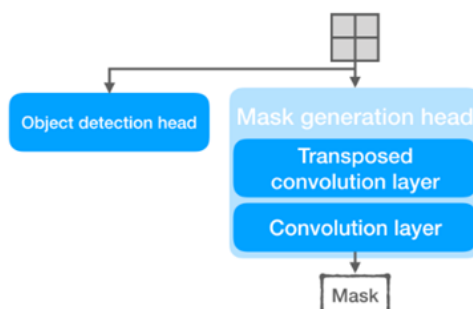 Object detection head
Mask generation head
Transposed
convolution layer
Convolution layer
Mask